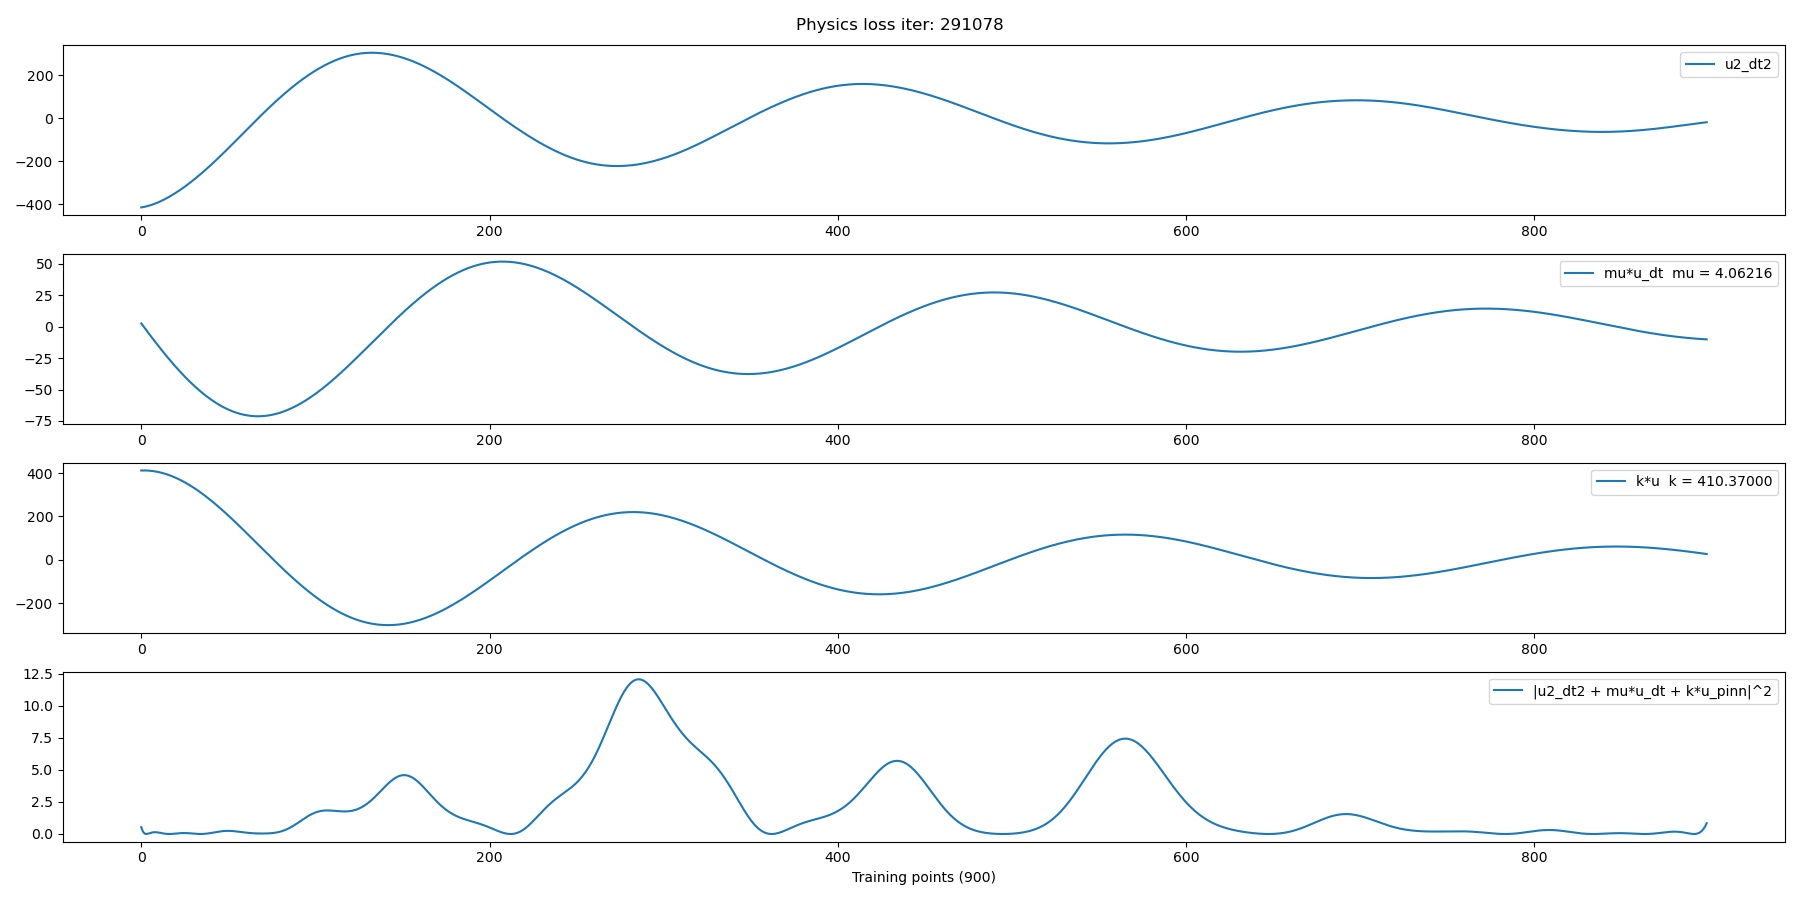 Physics loss iter: 291078
200
0
−200
−400
u2_dt2
0 200 400 600 800
50
25
0
−25
−50
−75
mu*u_dt  mu = 4.06216
0 200 400 600 800
400
200
0
−200
k*u  k = 410.37000
0 200 400 600 800
12.5
10.0
7.5
5.0
2.5
0.0
|u2_dt2 + mu*u_dt + k*u_pinn|^2
0 200 400 600 800
Training points (900)